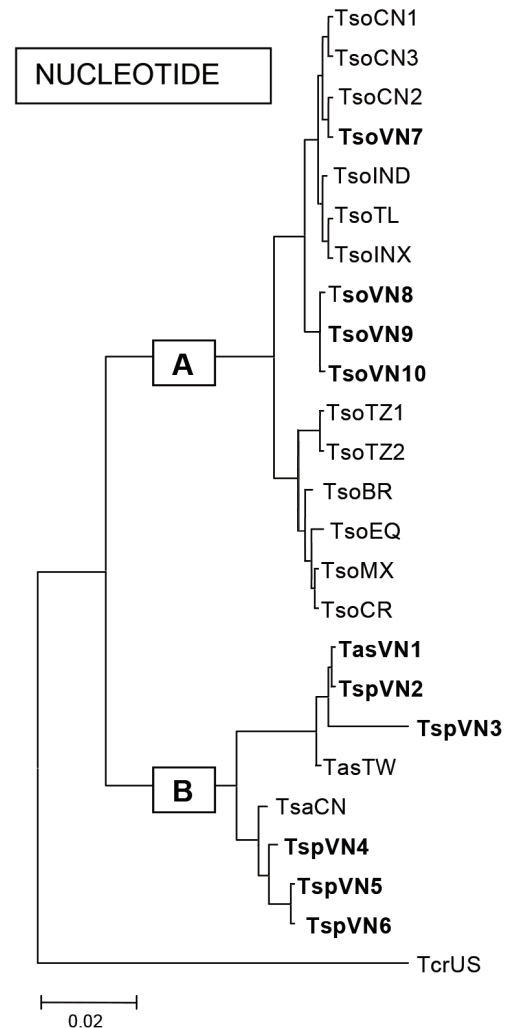 TsoCN1
TsoCN3
NUCLEOTIDE
TsoCN2
TsoVN7
TsoIND
TsoTL
TsoINX
TsoVN8
TsoVN9
TsoVN10
A
TsoTZ1
TsoTZ2
TsoBR
TsoEQ
TsoMX
TsoCR
TasVN1
TspVN2
TspVN3
TasTW
B
TsaCN
TspVN4
TspVN5
TspVN6
TcrUS
0.02